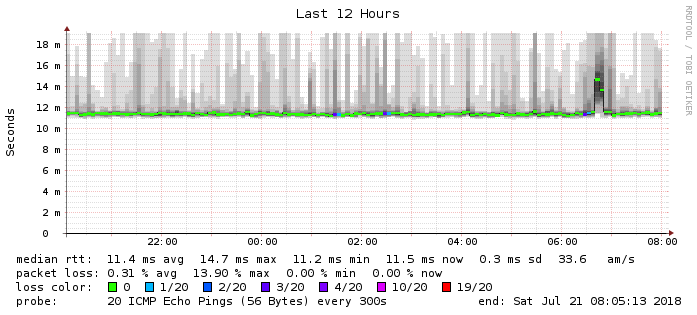 Last 12 Hours
RRDTOOL / TOBI OETIKER
Seconds
18 m
16 m
14 m
12 m
10 m
8 m
6 m
4 m
2 m
0
22:00 00:00 02:00 04:00 06:00 08:00
median rtt: 11.4 ms avg 14.7 ms max 11.2 ms min 11.5 ms now 0.3 ms sd 33.6 am/s
packet loss: 0.31 % avg 13.90 % max 0.00 % min 0.00 % now
loss color: 0 1/20 2/20 3/20 4/20 10/20 19/20
probe: 20 ICMP Echo Pings (56 Bytes) every 300s end: Sat Jul 21 08:05:13 2018